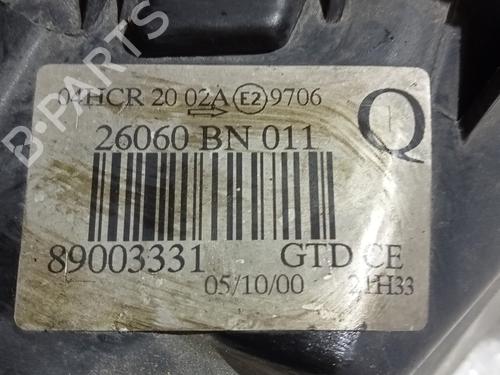 B-PARTS
04HCR 20 02A E2 9706
26060 BN 011
Q
89003331 GTD CE
05/10/00 21H33